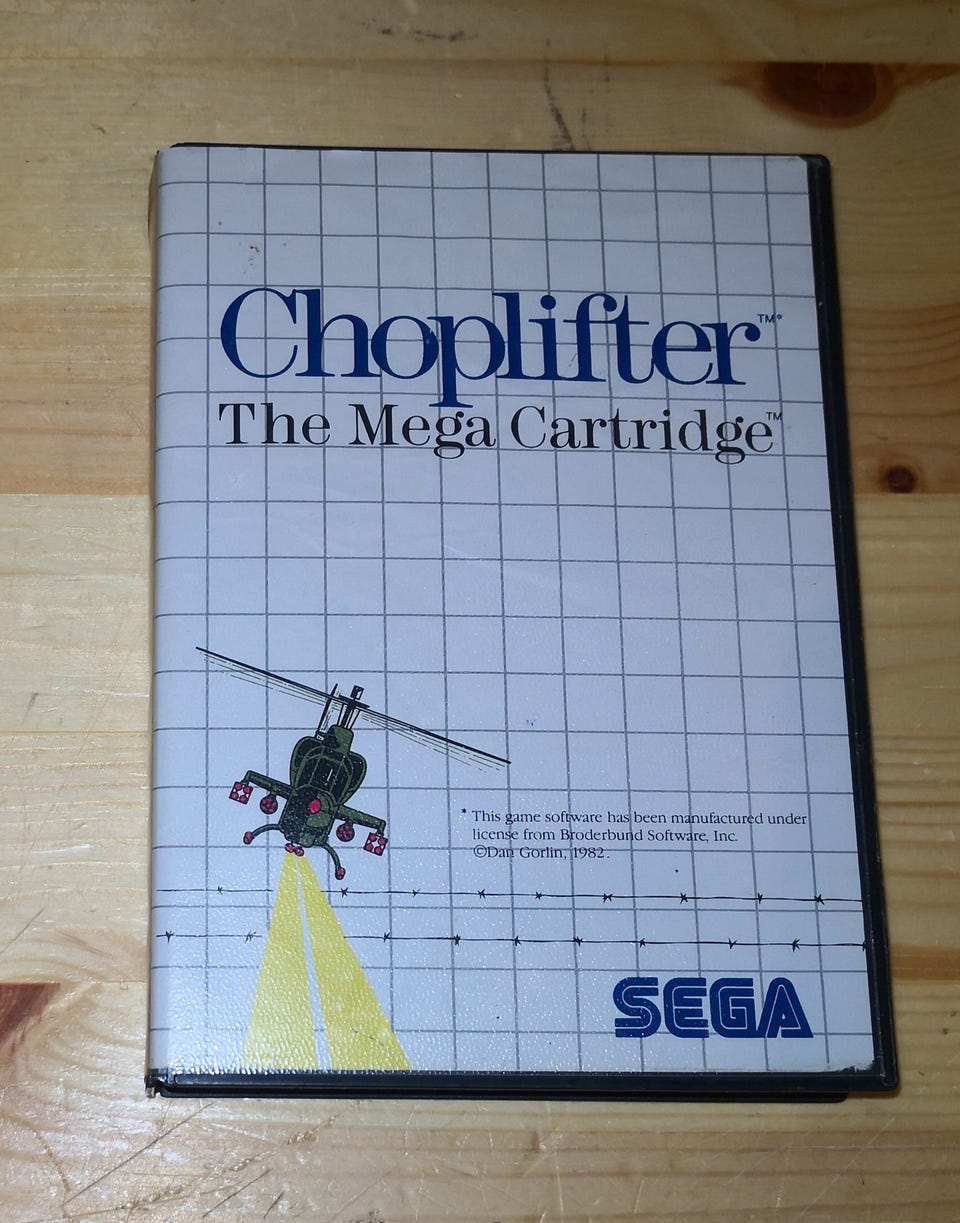 Choplifter™*
The Mega Cartridge™
* This game software has been manufactured under
license from Broderbund Software, Inc.
©Dan Gorlin, 1982.
SEGA